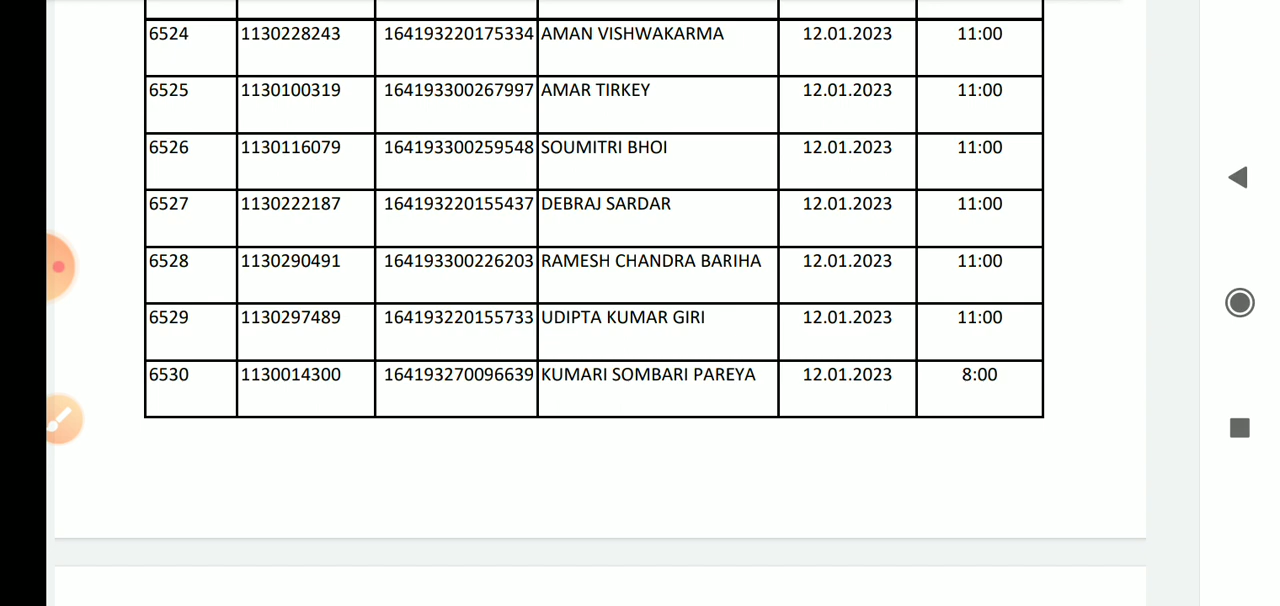 6524 1130228243 164193220175334 AMAN VISHWAKARMA 12.01.2023 11:00
6525 1130100319 164193300267997 AMAR TIRKEY 12.01.2023 11:00
6526 1130116079 164193300259548 SOUMITRI BHOI 12.01.2023 11:00
6527 1130222187 164193220155437 DEBRAJ SARDAR 12.01.2023 11:00
6528 1130290491 164193300226203 RAMESH CHANDRA BARIHA 12.01.2023 11:00
6529 1130297489 164193220155733 UDIPTA KUMAR GIRI 12.01.2023 11:00
6530 1130014300 164193270096639 KUMARI SOMBARI PAREYA 12.01.2023 8:00